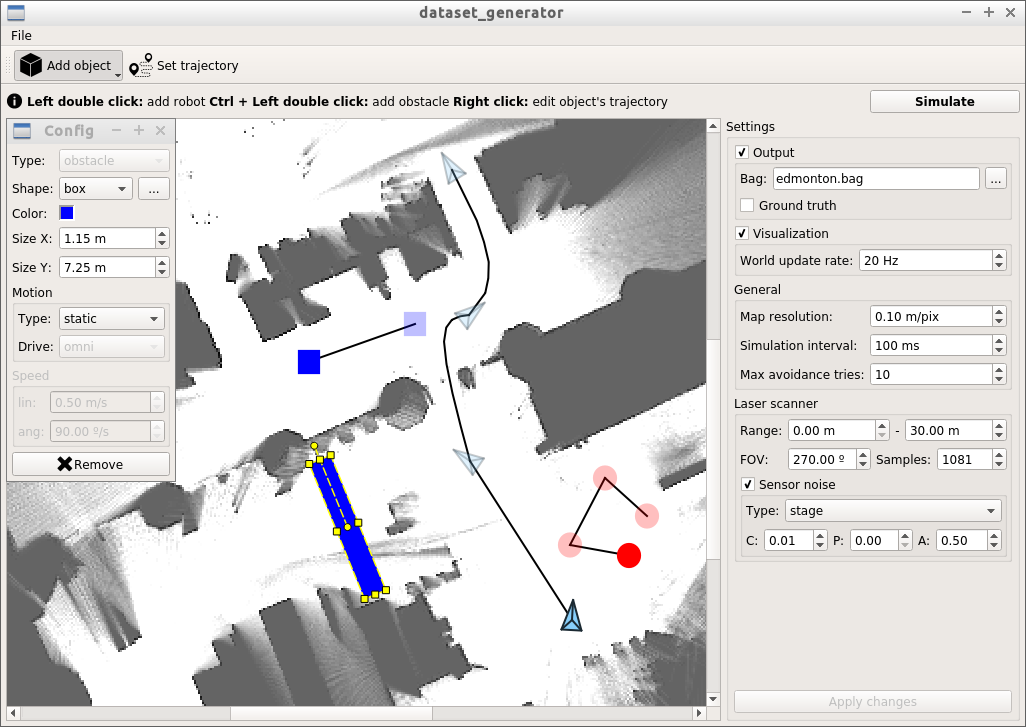 dataset_generator
File
Add object
Set trajectory
Left double click: add robot Ctrl + Left double click: add obstacle Right click: edit object's trajectory
Simulate
Config
Type: obstacle
Shape: box ...
Color:
Size X: 1.15 m
Size Y: 7.25 m
Motion
Type: static
Drive: omni
Speed
lin: 0.50 m/s
ang: 90.00 º/s
Remove
Settings
Output
Bag: edmonton.bag ...
Ground truth
Visualization
World update rate: 20 Hz
General
Map resolution: 0.10 m/pix
Simulation interval: 100 ms
Max avoidance tries: 10
Laser scanner
Range: 0.00 m - 30.00 m
FOV: 270.00 º Samples: 1081
Sensor noise
Type: stage
C: 0.01 P: 0.00 A: 0.50
Apply changes